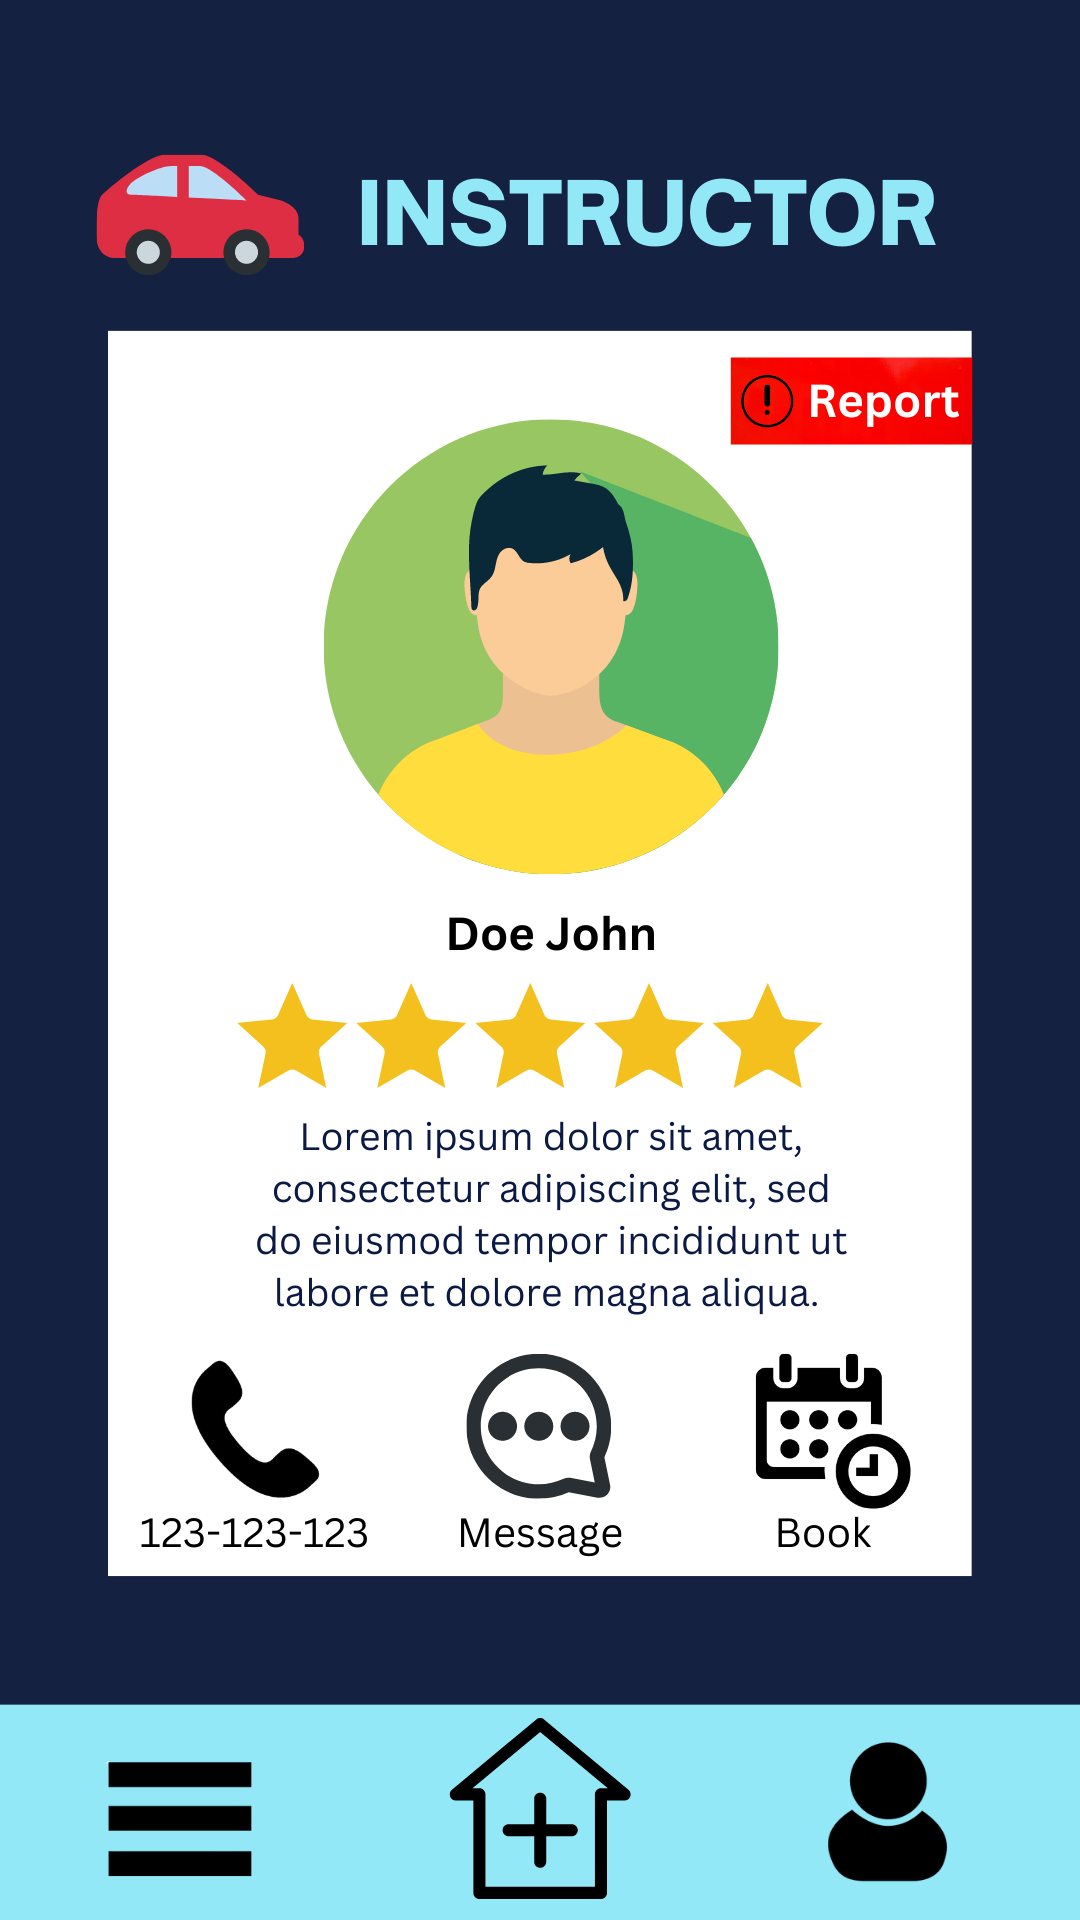 INSTRUCTOR
Report
Doe John
Lorem ipsum dolor sit amet,
consectetur adipiscing elit, sed
do eiusmod tempor incididunt ut
labore et dolore magna aliqua.
123-123-123
Message
Book